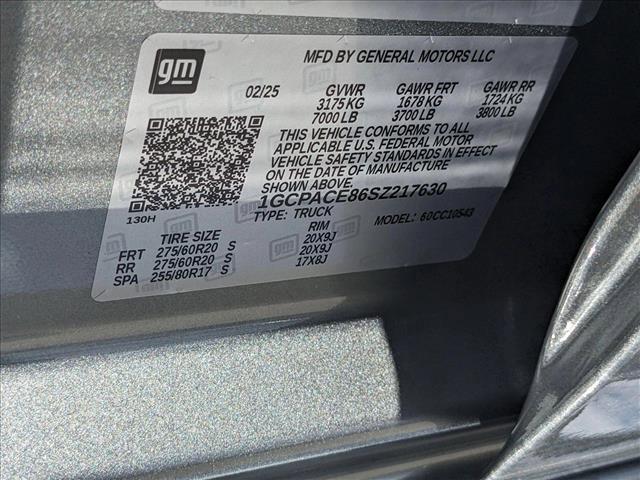 gm
MFD BY GENERAL MOTORS LLC
02/25 GVWR GAWR FRT GAWR RR
3175 KG 1678 KG 1724 KG
7000 LB 3700 LB 3800 LB
THIS VEHICLE CONFORMS TO ALL
APPLICABLE U.S. FEDERAL MOTOR
VEHICLE SAFETY STANDARDS IN EFFECT
ON THE DATE OF MANUFACTURE
SHOWN ABOVE.
1GCPACE86SZ217630
130H
TYPE: TRUCK MODEL: 60CC10543
TIRE SIZE RIM
FRT 275/60R20 S 20X9J
RR 275/60R20 S 20X9J
SPA 255/80R17 S 17X8J